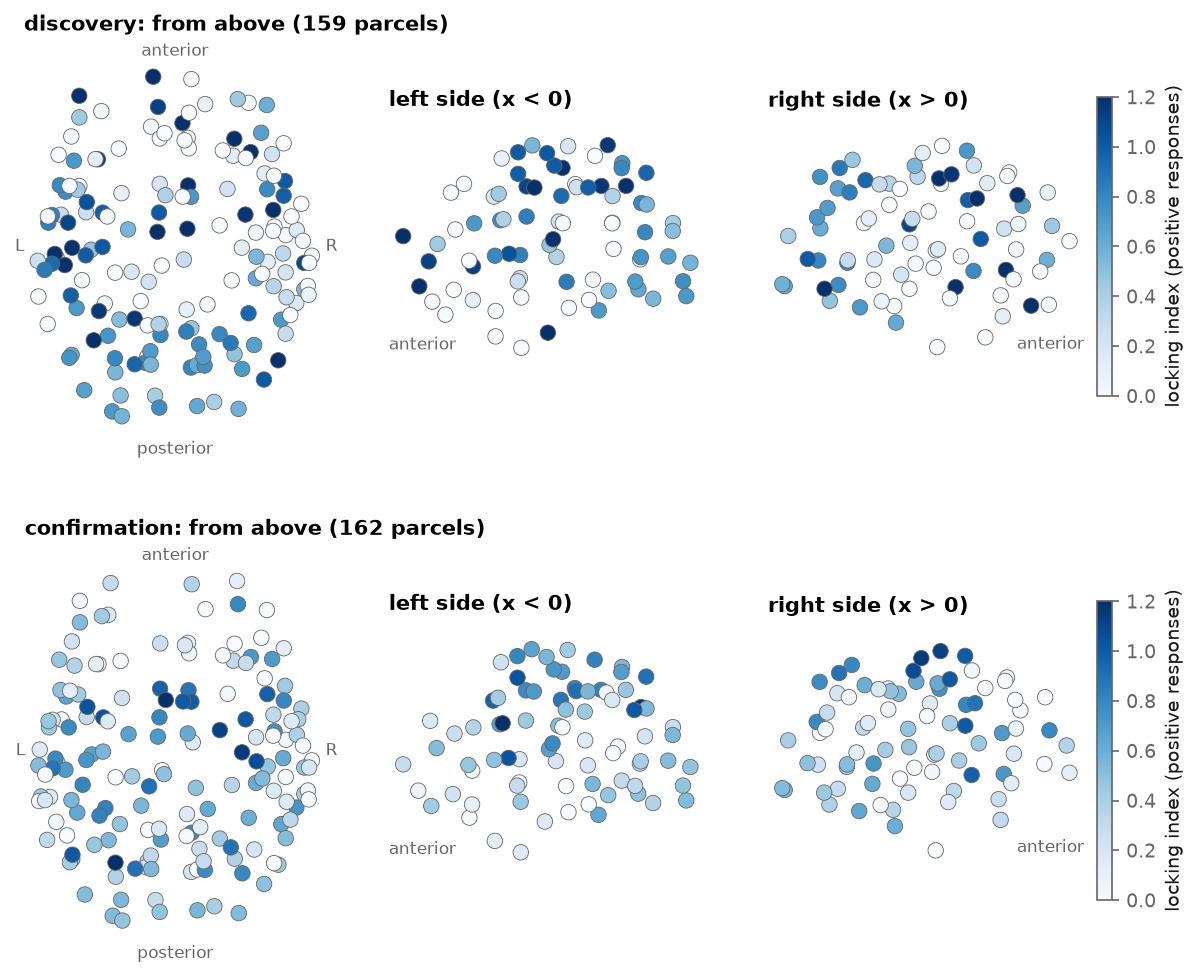 discovery: from above (159 parcels)
anterior
L
R
posterior
left side (x < 0)
anterior
right side (x > 0)
anterior
1.2
1.0
0.8
0.6
0.4
0.2
0.0
locking index (positive responses)
confirmation: from above (162 parcels)
anterior
L
R
posterior
left side (x < 0)
anterior
right side (x > 0)
anterior
1.2
1.0
0.8
0.6
0.4
0.2
0.0
locking index (positive responses)